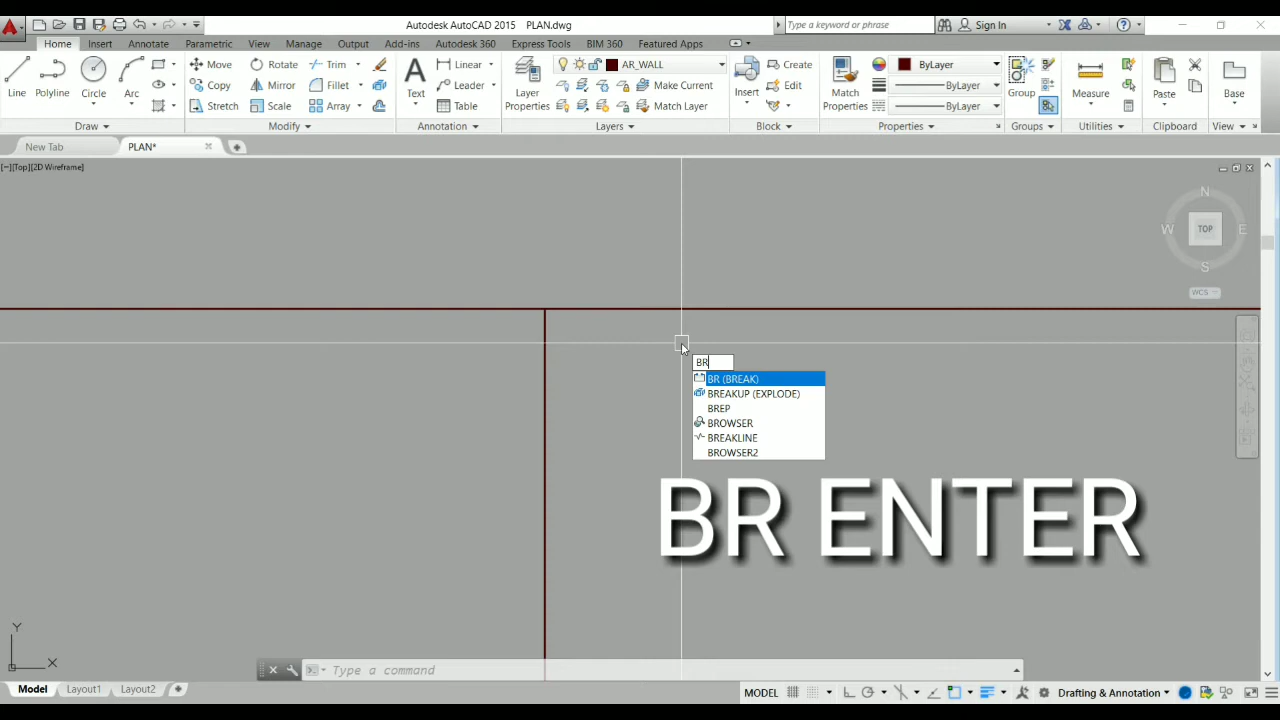 Autodesk AutoCAD 2015 PLAN.dwg
Type a keyword or phrase
Sign In
Home Insert Annotate Parametric View Manage Output Add-ins Autodesk 360 Express Tools BIM 360 Featured Apps
Line Polyline Circle Arc
Move Rotate Trim
Copy Mirror Fillet
Stretch Scale Array
Text
Linear
Leader
Table
Layer Properties
AR_WALL
Make Current
Match Layer
Insert
Create
Edit
Match Properties
ByLayer
ByLayer
ByLayer
Group
Measure
Paste
Base
Draw Modify Annotation Layers Block Properties Groups Utilities Clipboard View
New Tab PLAN*
[−][Top][2D Wireframe]
N
W TOP E
S
WCS
BR
BR (BREAK)
BREAKUP (EXPLODE)
BREP
BROWSER
BREAKLINE
BROWSER2
BR ENTER
Y
X
Type a command
Model Layout1 Layout2
MODEL
Drafting & Annotation